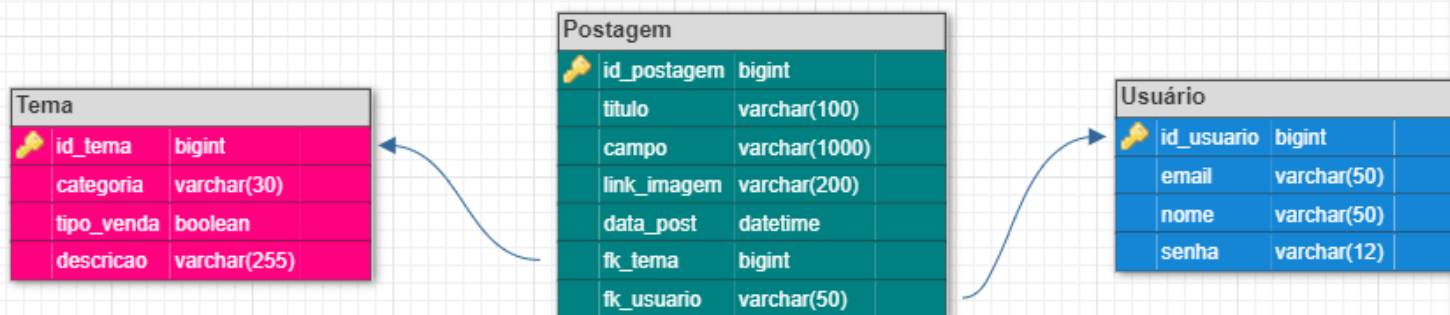 Tema
id_tema bigint
categoria varchar(30)
tipo_venda boolean
descricao varchar(255)
Postagem
id_postagem bigint
titulo varchar(100)
campo varchar(1000)
link_imagem varchar(200)
data_post datetime
fk_tema bigint
fk_usuario varchar(50)
Usuário
id_usuario bigint
email varchar(50)
nome varchar(50)
senha varchar(12)